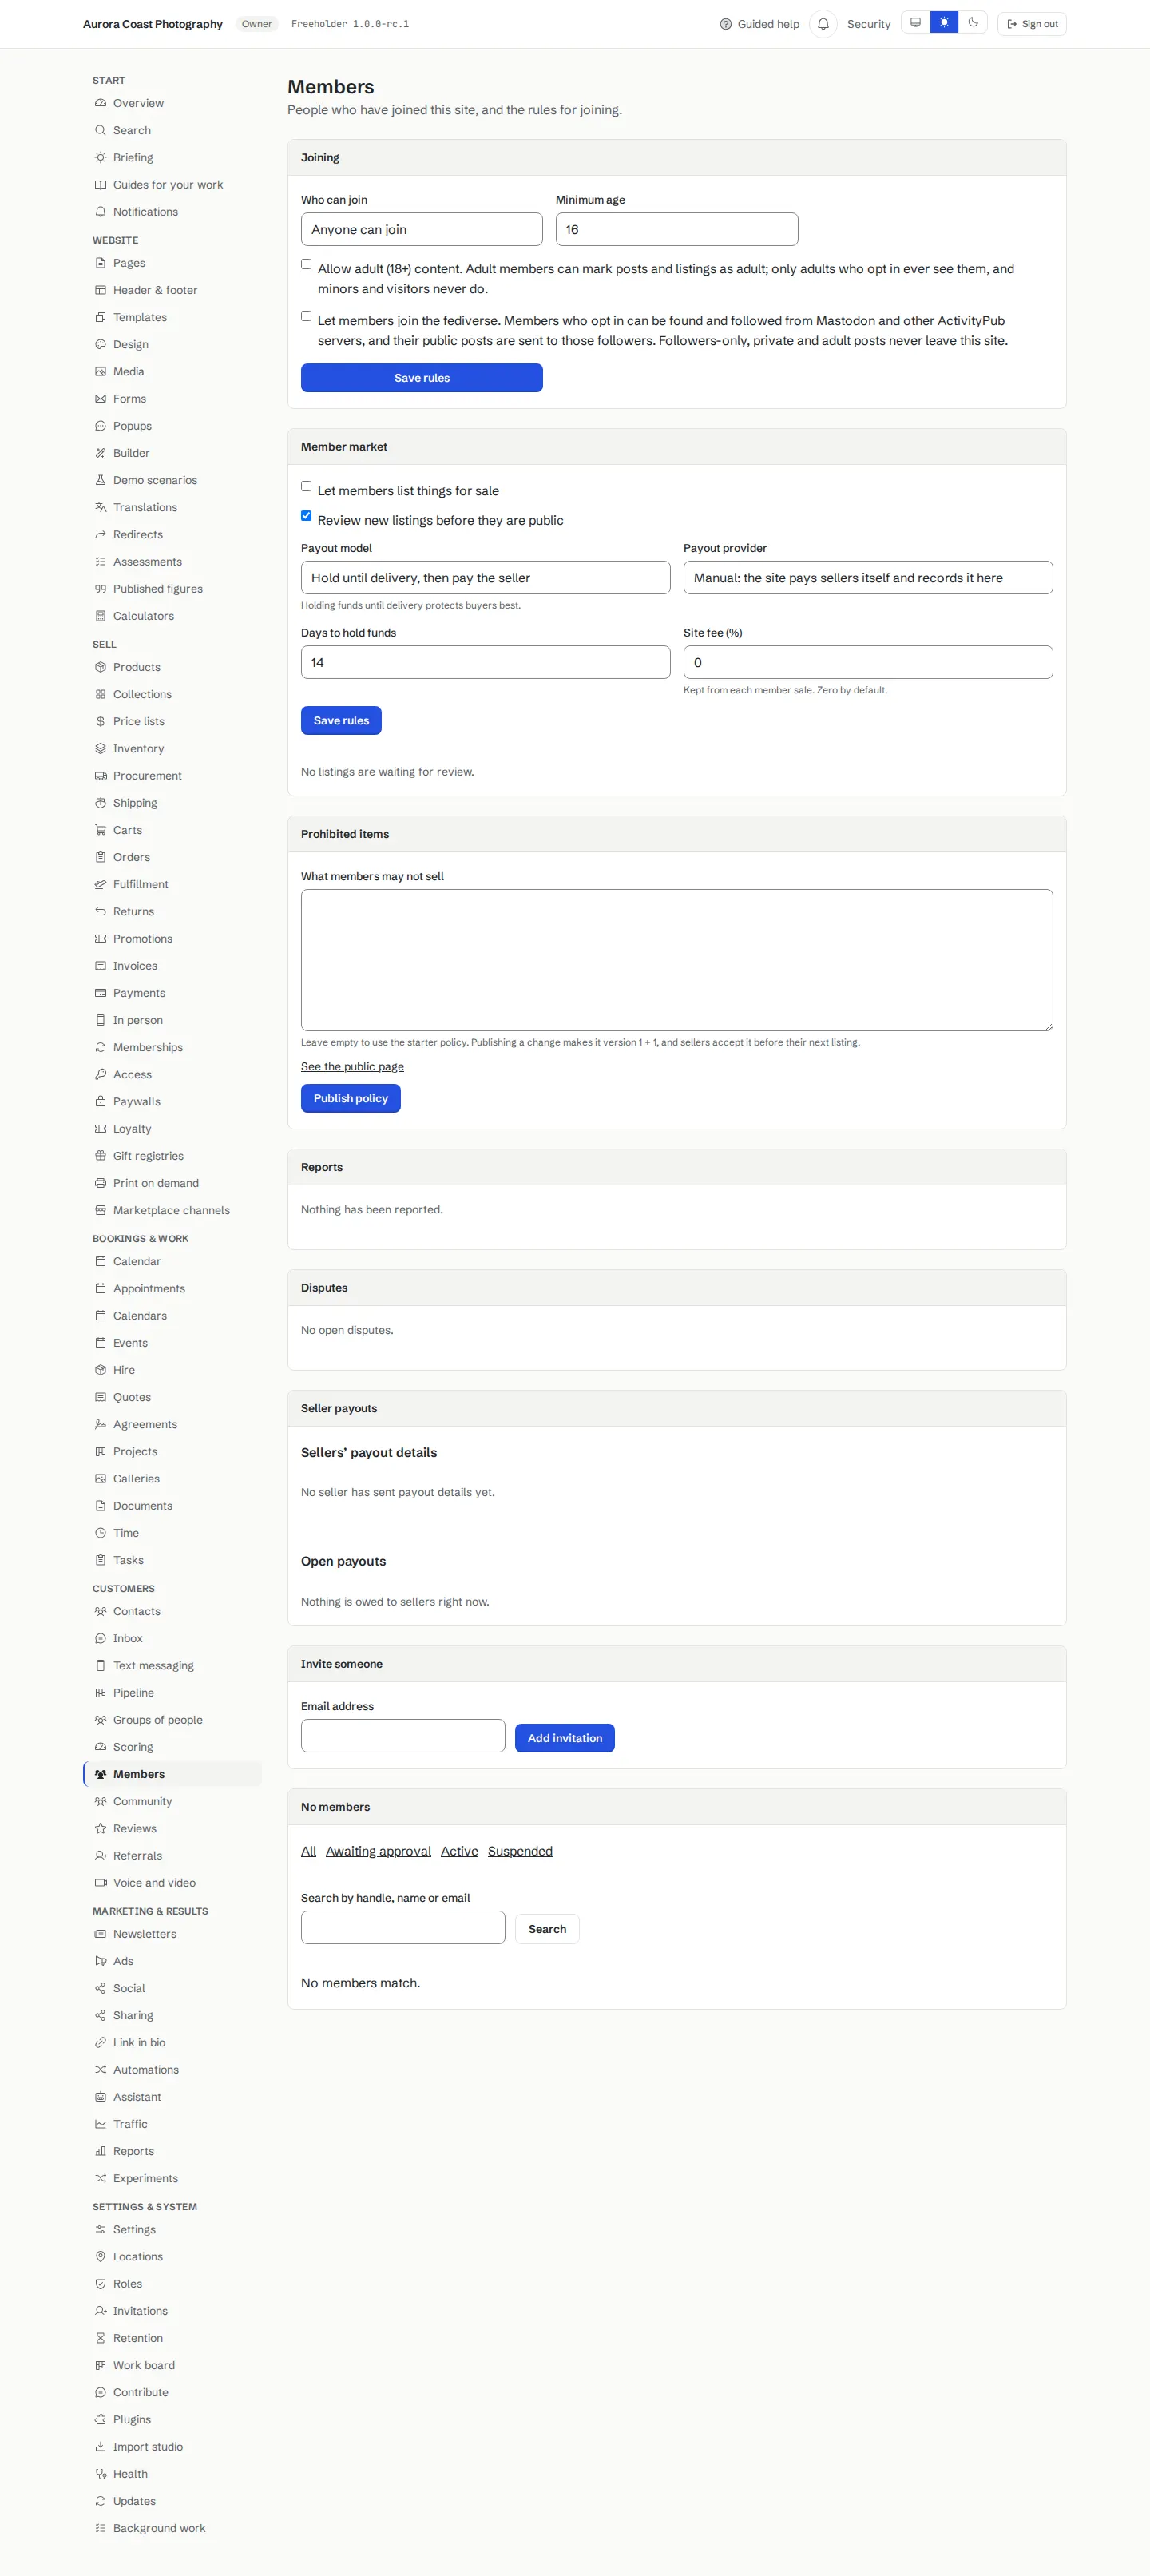 Aurora Coast Photography Owner Freeholder 1.0.0-rc.1 Guided help Security Sign out
START
Overview
Search
Briefing
Guides for your work
Notifications
WEBSITE
Pages
Header & footer
Templates
Design
Media
Forms
Popups
Builder
Demo scenarios
Translations
Redirects
Assessments
Published figures
Calculators
SELL
Products
Collections
Price lists
Inventory
Procurement
Shipping
Carts
Orders
Fulfillment
Returns
Promotions
Invoices
Payments
In person
Memberships
Access
Paywalls
Loyalty
Gift registries
Print on demand
Marketplace channels
BOOKINGS & WORK
Calendar
Appointments
Calendars
Events
Hire
Quotes
Agreements
Projects
Galleries
Documents
Time
Tasks
CUSTOMERS
Contacts
Inbox
Text messaging
Pipeline
Groups of people
Scoring
Members
Community
Reviews
Referrals
Voice and video
MARKETING & RESULTS
Newsletters
Ads
Social
Sharing
Link in bio
Automations
Assistant
Traffic
Reports
Experiments
SETTINGS & SYSTEM
Settings
Locations
Roles
Invitations
Retention
Work board
Contribute
Plugins
Import studio
Health
Updates
Background work
Members
People who have joined this site, and the rules for joining.
Joining
Who can join Minimum age
Anyone can join 16
Allow adult (18+) content. Adult members can mark posts and listings as adult; only adults who opt in ever see them, and
minors and visitors never do.
Let members join the fediverse. Members who opt in can be found and followed from Mastodon and other ActivityPub
servers, and their public posts are sent to those followers. Followers-only, private and adult posts never leave this site.
Save rules
Member market
Let members list things for sale
Review new listings before they are public
Payout model Payout provider
Hold until delivery, then pay the seller Manual: the site pays sellers itself and records it here
Holding funds until delivery protects buyers best.
Days to hold funds Site fee (%)
14 0
Kept from each member sale. Zero by default.
Save rules
No listings are waiting for review.
Prohibited items
What members may not sell
Leave empty to use the starter policy. Publishing a change makes it version 1 + 1, and sellers accept it before their next listing.
See the public page
Publish policy
Reports
Nothing has been reported.
Disputes
No open disputes.
Seller payouts
Sellers’ payout details
No seller has sent payout details yet.
Open payouts
Nothing is owed to sellers right now.
Invite someone
Email address
Add invitation
No members
All Awaiting approval Active Suspended
Search by handle, name or email
Search
No members match.